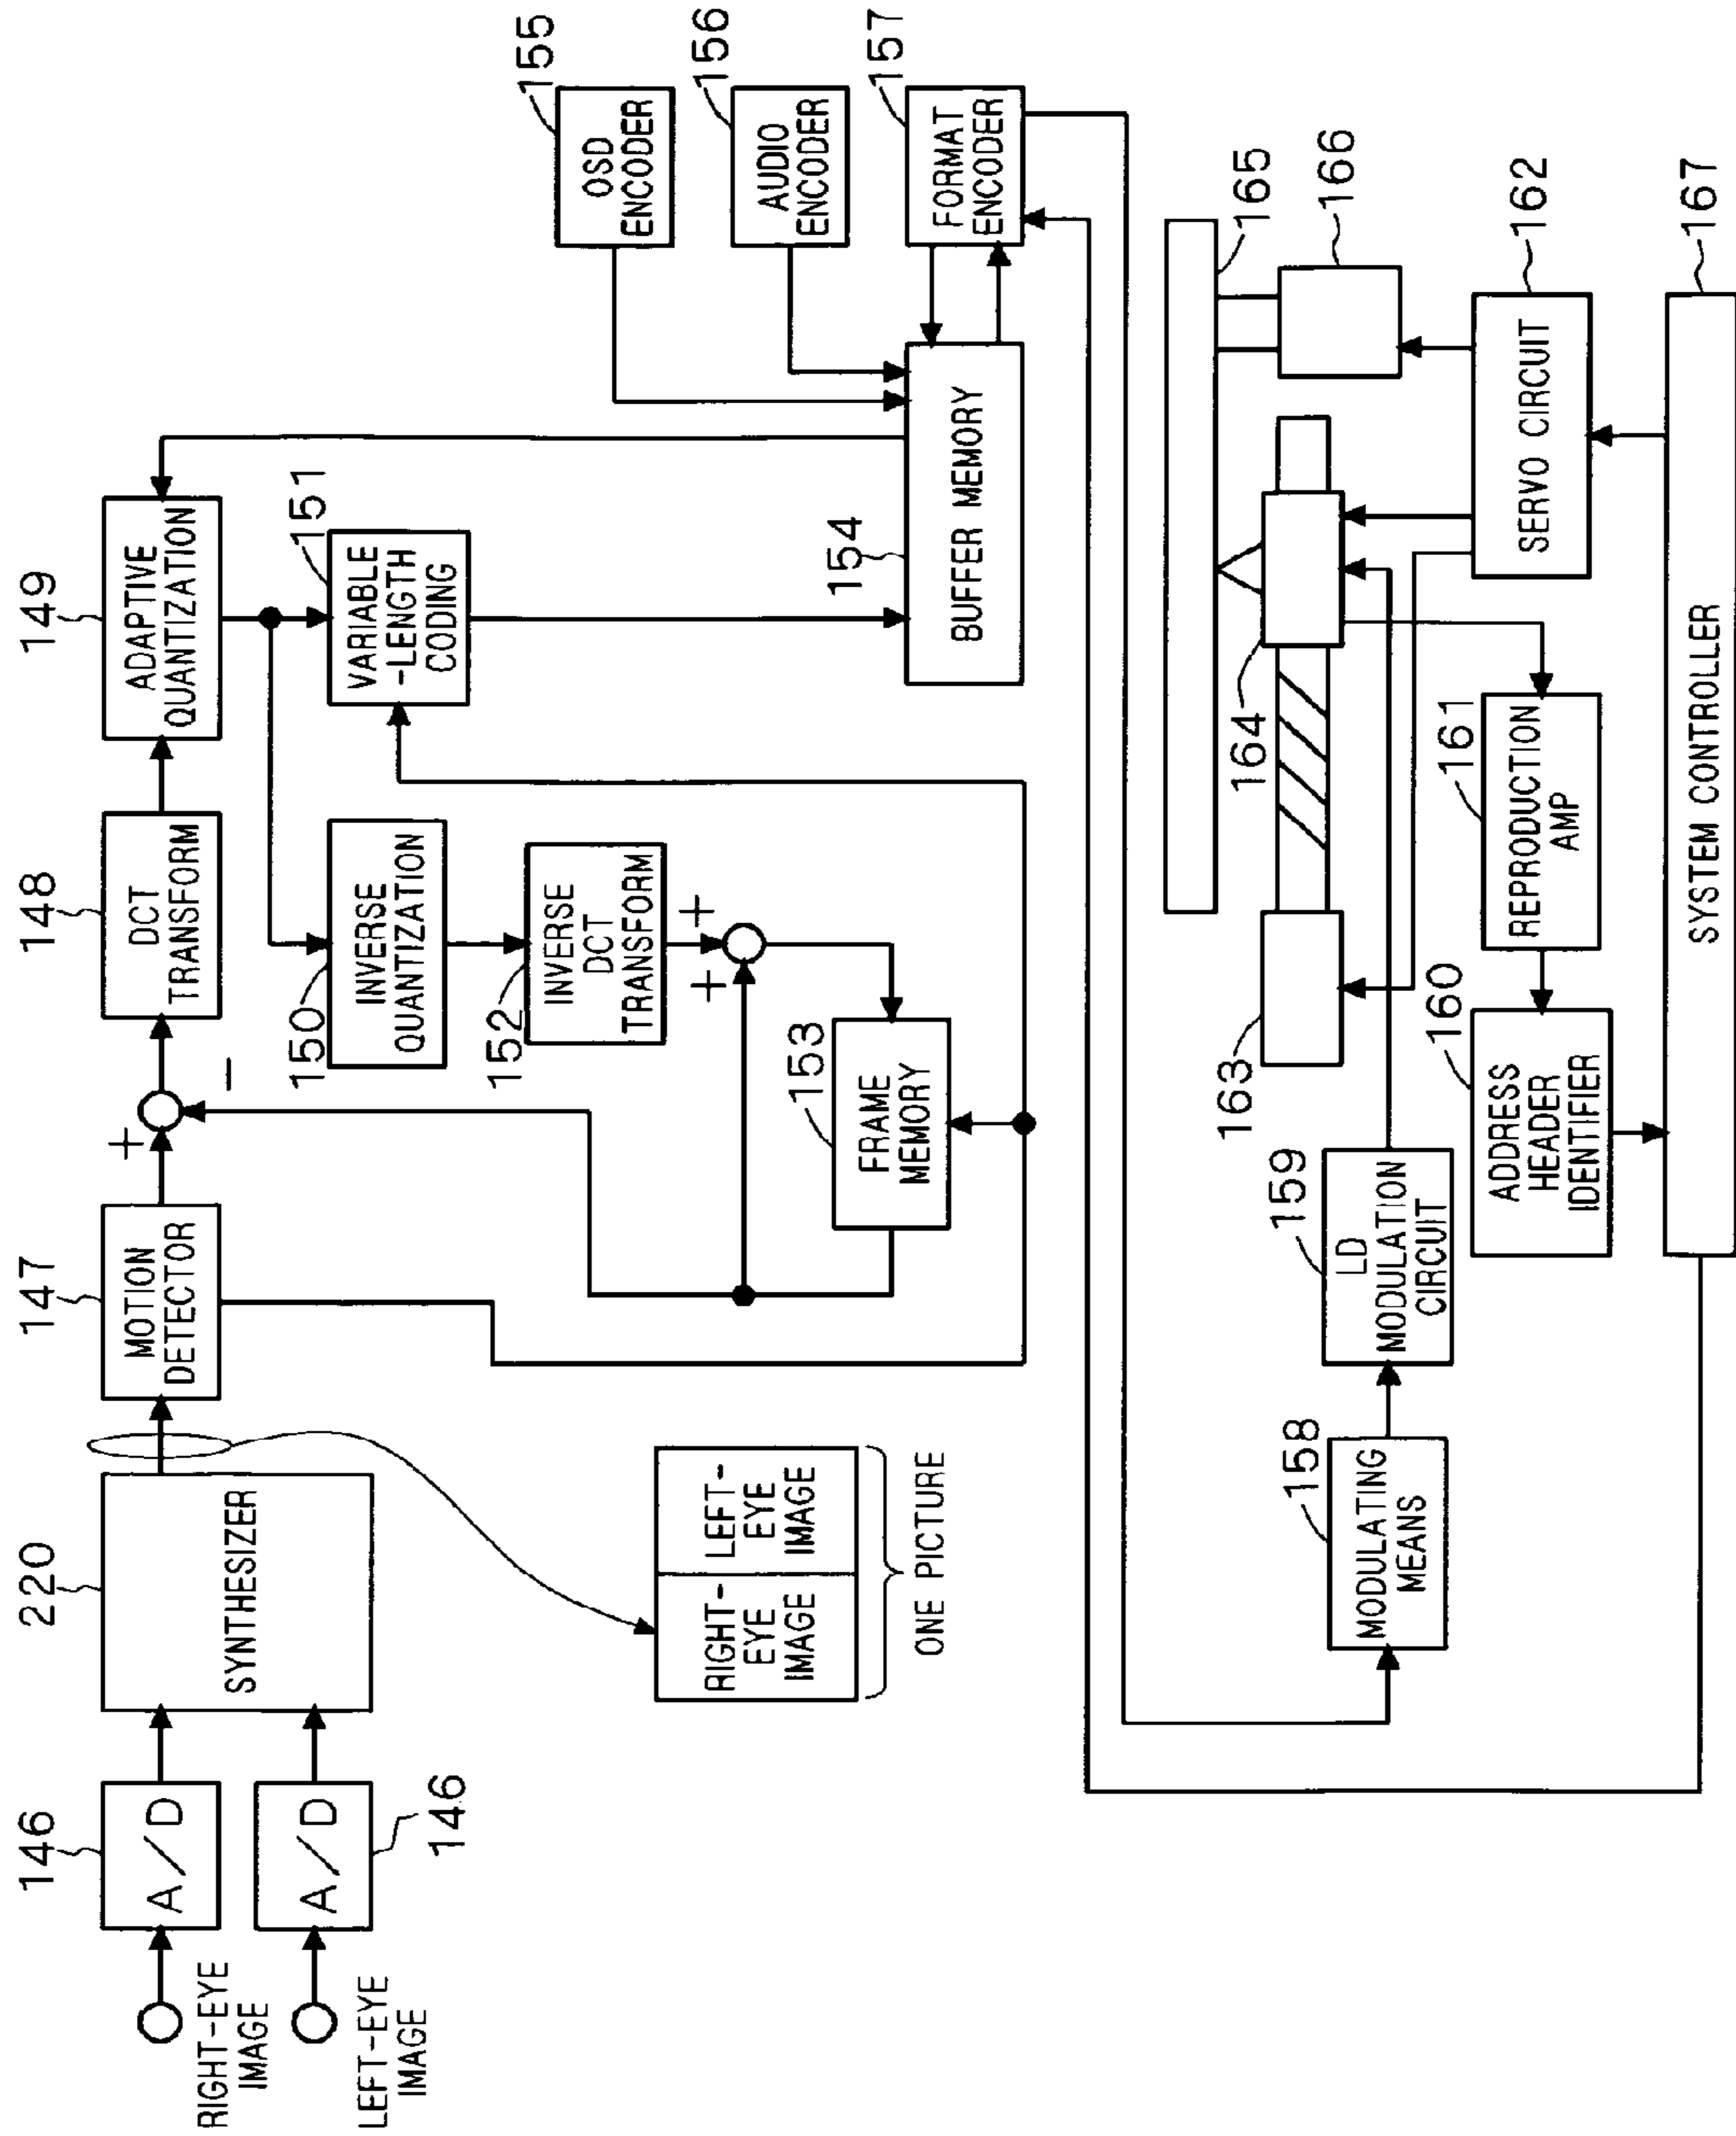 146
A/D
RIGHT-EYE
IMAGE
A/D
146
LEFT-EYE
IMAGE
220
SYNTHESIZER
147
MOTION
DETECTOR
+
-
148
DCT
TRANSFORM
149
ADAPTIVE
QUANTIZATION
150
INVERSE
QUANTIZATION
151
VARIABLE
-LENGTH
CODING
152
INVERSE
DCT
TRANSFORM
+
+
153
FRAME
MEMORY
RIGHT-
EYE
IMAGE
LEFT-
EYE
IMAGE
ONE PICTURE
154
BUFFER MEMORY
155
OSD
ENCODER
156
AUDIO
ENCODER
157
FORMAT
ENCODER
158
MODULATING
MEANS
159
LD
MODULATION
CIRCUIT
163
164
165
166
160
ADDRESS
HEADER
IDENTIFIER
161
REPRODUCTION
AMP
162
SERVO CIRCUIT
167
SYSTEM CONTROLLER